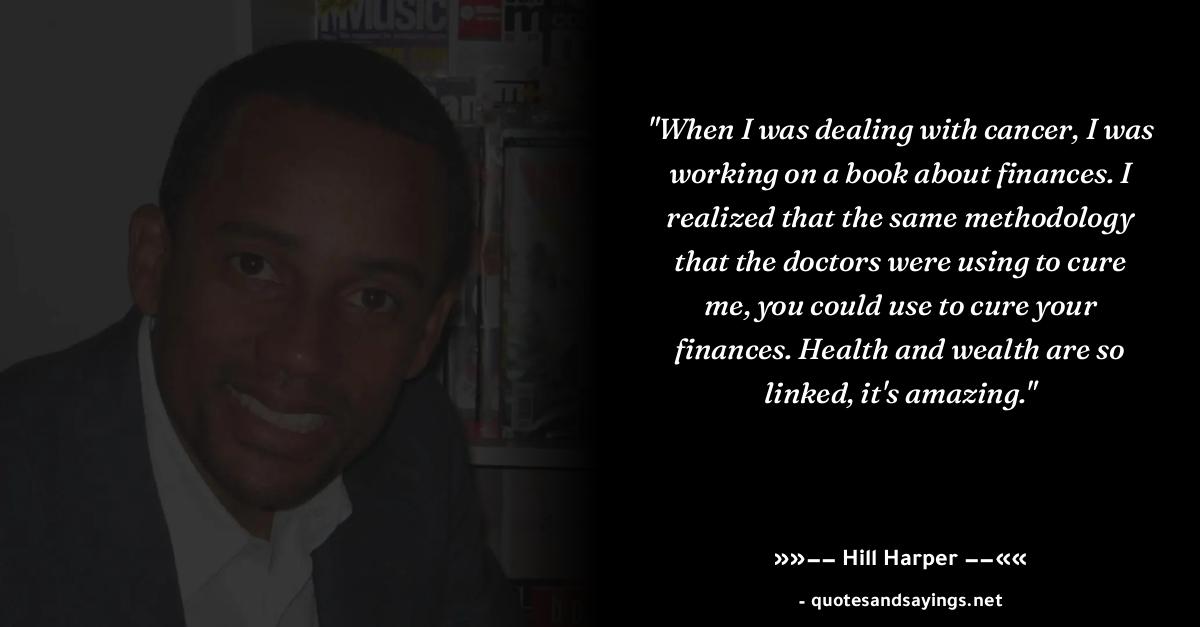 MUSIC
"When I was dealing with cancer, I was
working on a book about finances. I
realized that the same methodology
that the doctors were using to cure
me, you could use to cure your
finances. Health and wealth are so
linked, it's amazing."
»»−− Hill Harper −−««
- quotesandsayings.net